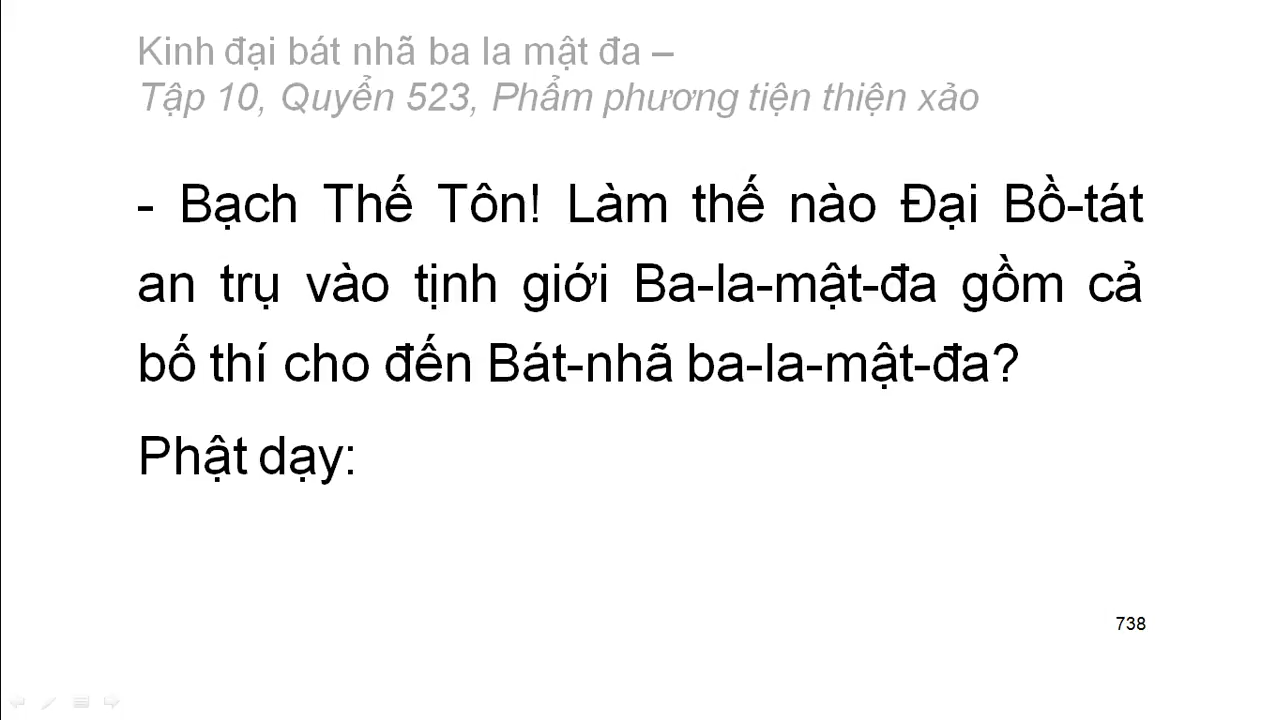 Kinh đại bát nhã ba la mật đa –
Tập 10, Quyển 523, Phẩm phương tiện thiện xảo
- Bạch Thế Tôn! Làm thế nào Đại Bồ-tát
an trụ vào tịnh giới Ba-la-mật-đa gồm cả
bố thí cho đến Bát-nhã ba-la-mật-đa?
Phật dạy:
738